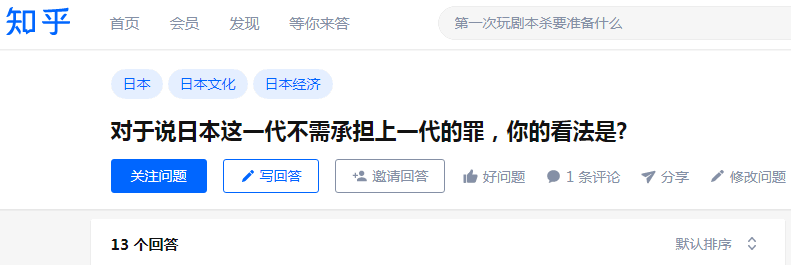 知乎 首页 会员 发现 等你来答 第一次玩剧本杀要准备什么
日本 日本文化 日本经济
对于说日本这一代不需承担上一代的罪，你的看法是?
关注问题 写回答 邀请回答 好问题 1 条评论 分享 修改问题
13 个回答 默认排序